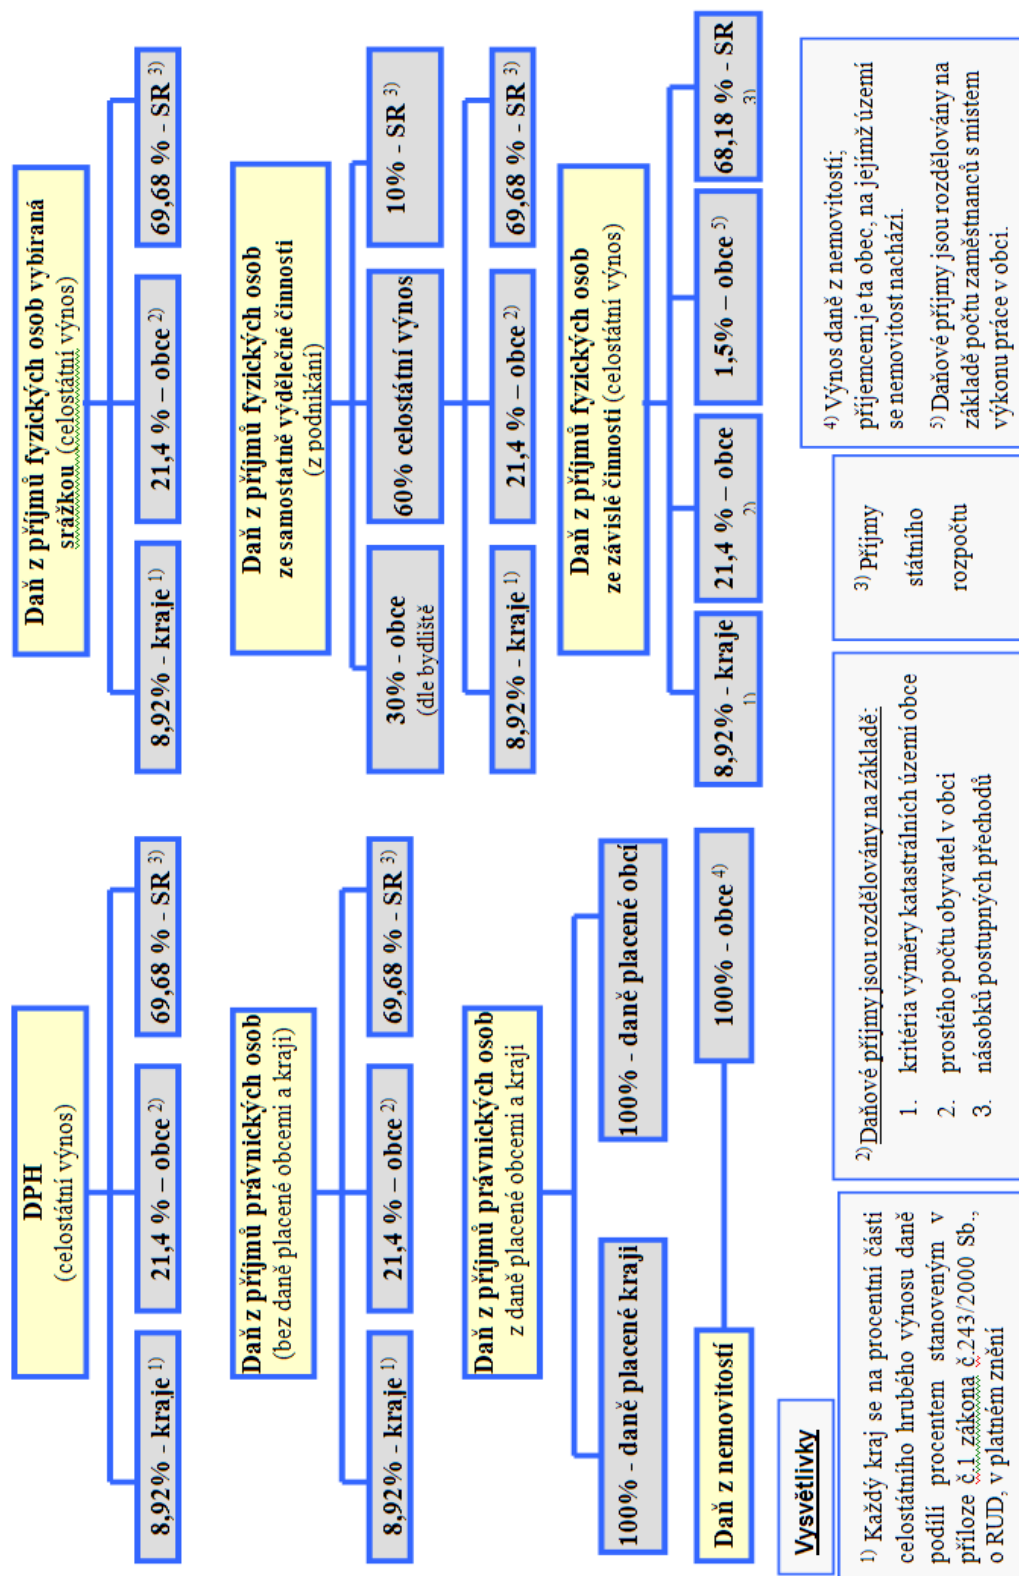 DPH
(celostátní výnos)
8,92% - kraje 1)
21,4 % – obce 2)
69,68 % - SR 3)
Daň z příjmů fyzických osob vybíraná
srážkou (celostátní výnos)
8,92% - kraje 1)
21,4 % – obce 2)
69,68 % - SR 3)
Daň z příjmů právnických osob
(bez daně placené obcemi a kraji)
8,92% - kraje 1)
21,4 % – obce 2)
69,68 % - SR 3)
Daň z příjmů fyzických osob
ze samostatně výdělečné činnosti
(z podnikání)
30% - obce
(dle bydliště
60% celostátní výnos
10% - SR 3)
8,92% - kraje 1)
21,4 % – obce 2)
69,68 % - SR 3)
Daň z příjmů právnických osob
z daně placené obcemi a kraji
100% - daně placené kraji
100% - daně placené obcí
Daň z příjmů fyzických osob
ze závislé činnosti (celostátní výnos)
8,92% - kraje
1)
21,4 % – obce
2)
1,5% – obce 5)
68,18 % - SR
3)
Daň z nemovitostí
100% - obce 4)
Vysvětlivky
1) Každý kraj se na procentní části
celostátního hrubého výnosu daně
podílí procentem stanoveným v
příloze č.1 zákona č.243/2000 Sb.,
o RUD, v platném znění
2) Daňové příjmy jsou rozdělovány na základě:
1. kritéria výměry katastrálních území obce
2. prostého počtu obyvatel v obci
3. násobků postupných přechodů
3) Příjmy
státního
rozpočtu
4) Výnos daně z nemovitostí;
příjemcem je ta obec, na jejímž území
se nemovitost nachází.
5) Daňové příjmy jsou rozdělovány na
základě počtu zaměstnanců s místem
výkonu práce v obci.